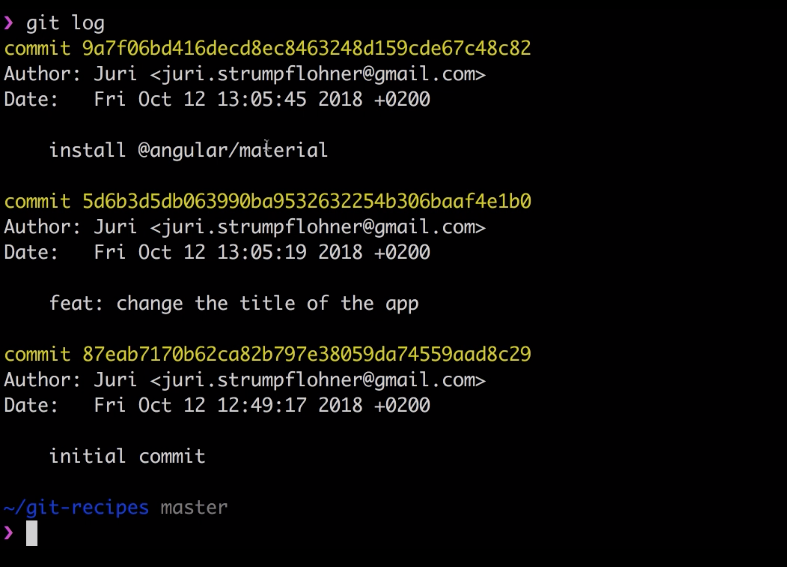 ❯ git log
commit 9a7f06bd416decd8ec8463248d159cde67c48c82
Author: Juri <juri.strumpflohner@gmail.com>
Date:   Fri Oct 12 13:05:45 2018 +0200
install @angular/material
commit 5d6b3d5db063990ba9532632254b306baaf4e1b0
Author: Juri <juri.strumpflohner@gmail.com>
Date:   Fri Oct 12 13:05:19 2018 +0200
feat: change the title of the app
commit 87eab7170b62ca82b797e38059da74559aad8c29
Author: Juri <juri.strumpflohner@gmail.com>
Date:   Fri Oct 12 12:49:17 2018 +0200
initial commit
~/git-recipes master
❯